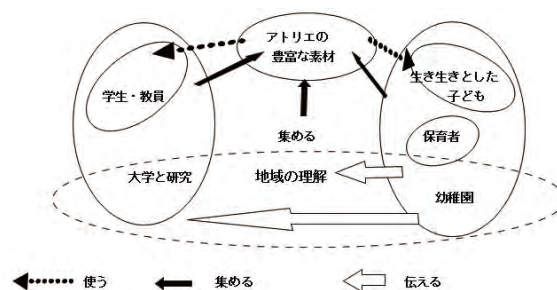 アトリエの
豊富な素材
学生・教員
生き生きとした
子ども
保育者
集める
大学と研究
地域の理解
幼稚園
使う
集める
伝える